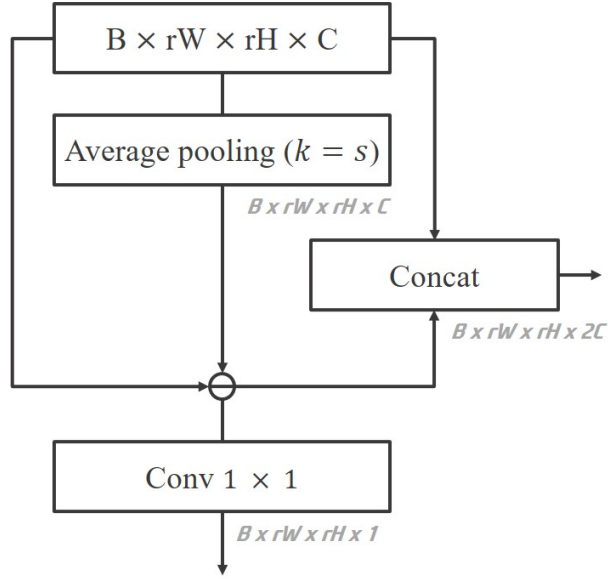 B × rW × rH × C
Average pooling (k = s)
B x rW x rH x C
Concat
B x rW x rH x 2C
Conv 1 × 1
B x rW x rH x 1